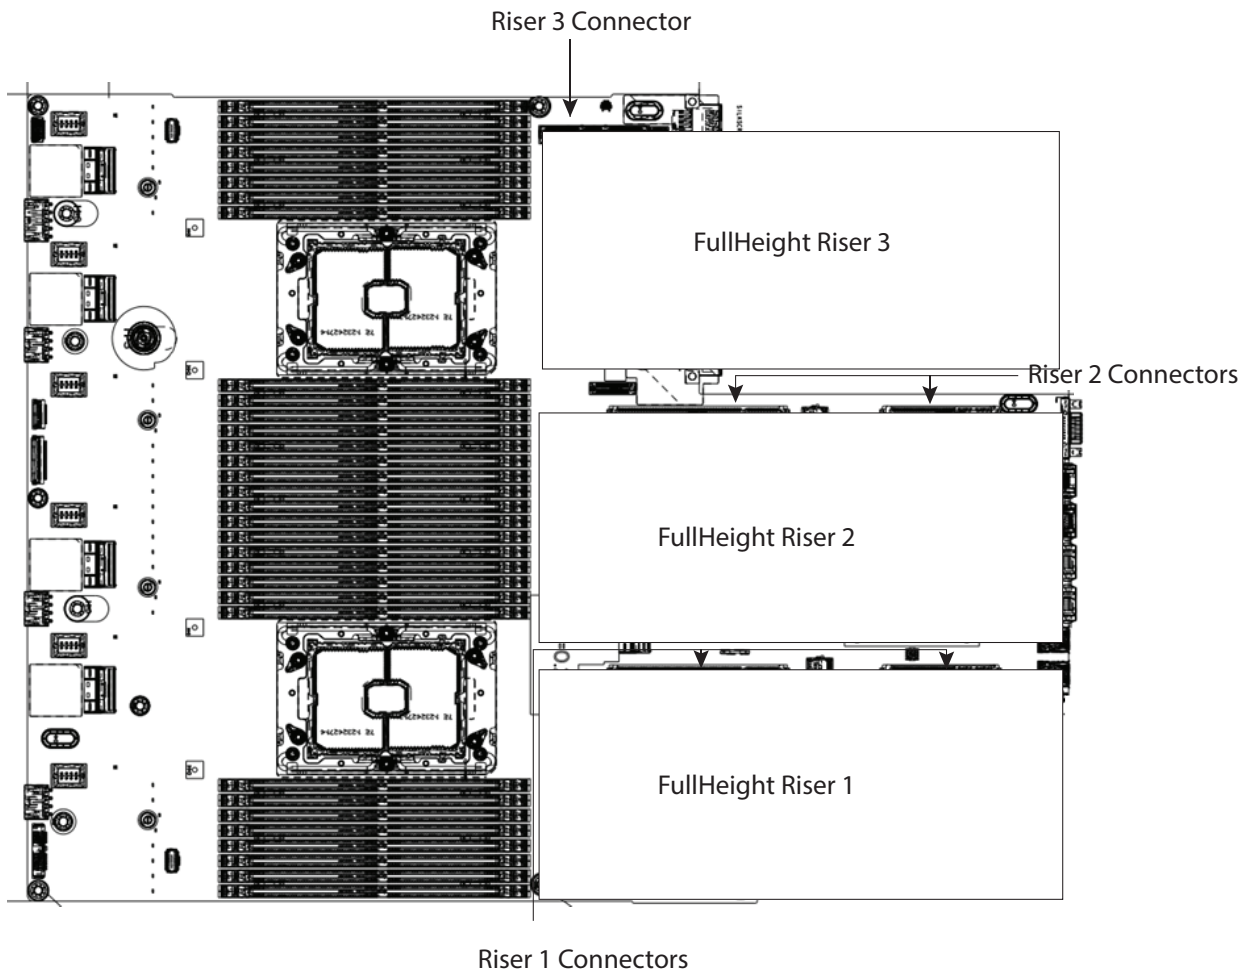 Riser 3 Connector
FullHeight Riser 3
Riser 2 Connectors
FullHeight Riser 2
FullHeight Riser 1
Riser 1 Connectors